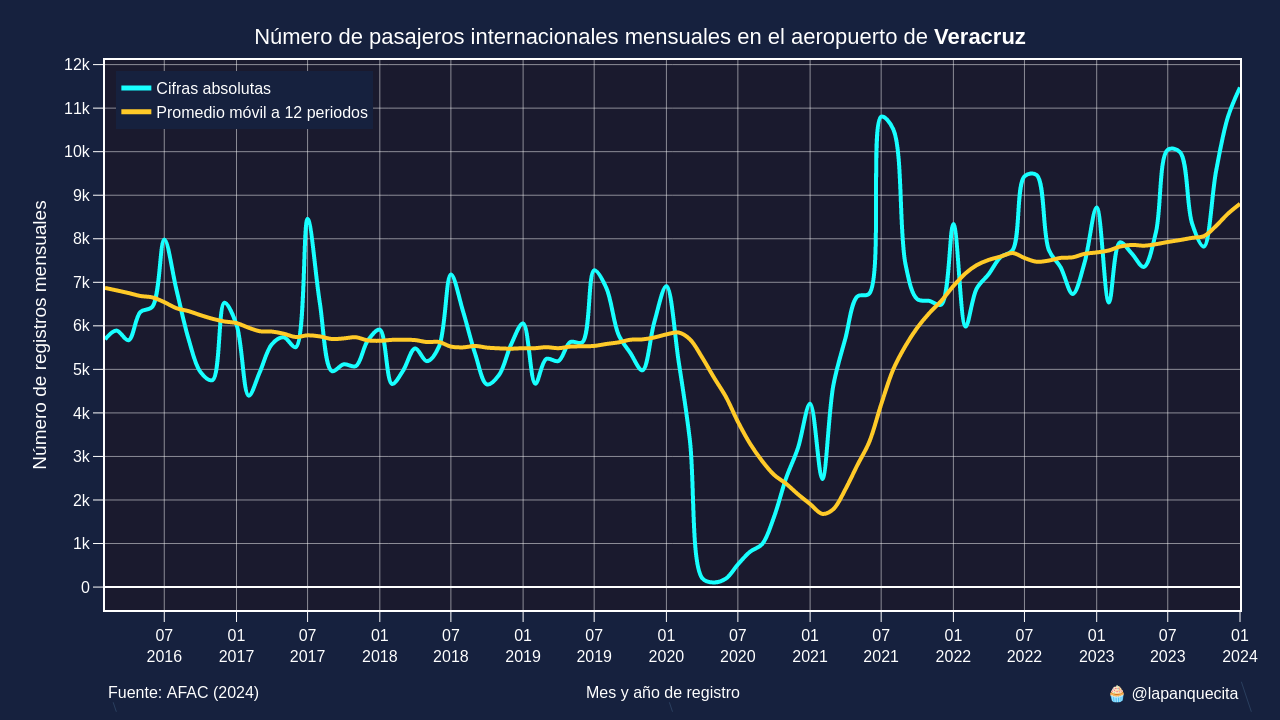 Número de pasajeros internacionales mensuales en el aeropuerto de Veracruz
Cifras absolutas
Promedio móvil a 12 periodos
Número de registros mensuales
12k
11k
10k
9k
8k
7k
6k
5k
4k
3k
2k
1k
0
07 01 07 01 07 01 07 01 07 01 07 01 07 01 07 01
2016 2017 2017 2018 2018 2019 2019 2020 2020 2021 2021 2022 2022 2023 2023 2024
Fuente: AFAC (2024) Mes y año de registro 🧁 @lapanquecita